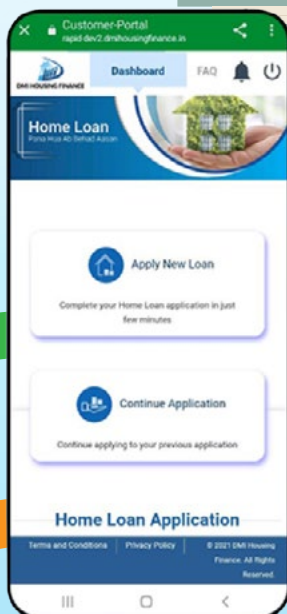 Customer-Portal
rapid-dev2.dmihousingfinance.in
DMI HOUSING FINANCE
Dashboard
FAQ
Home Loan
Pana Hua Ab Behad Aasan
Apply New Loan
Complete your Home Loan application in just
few minutes
Continue Application
Continue applying to your previous application
Home Loan Application
Terms and Conditions
Privacy Policy
© 2021 DMI Housing
Finance. All Rights
Reserved.